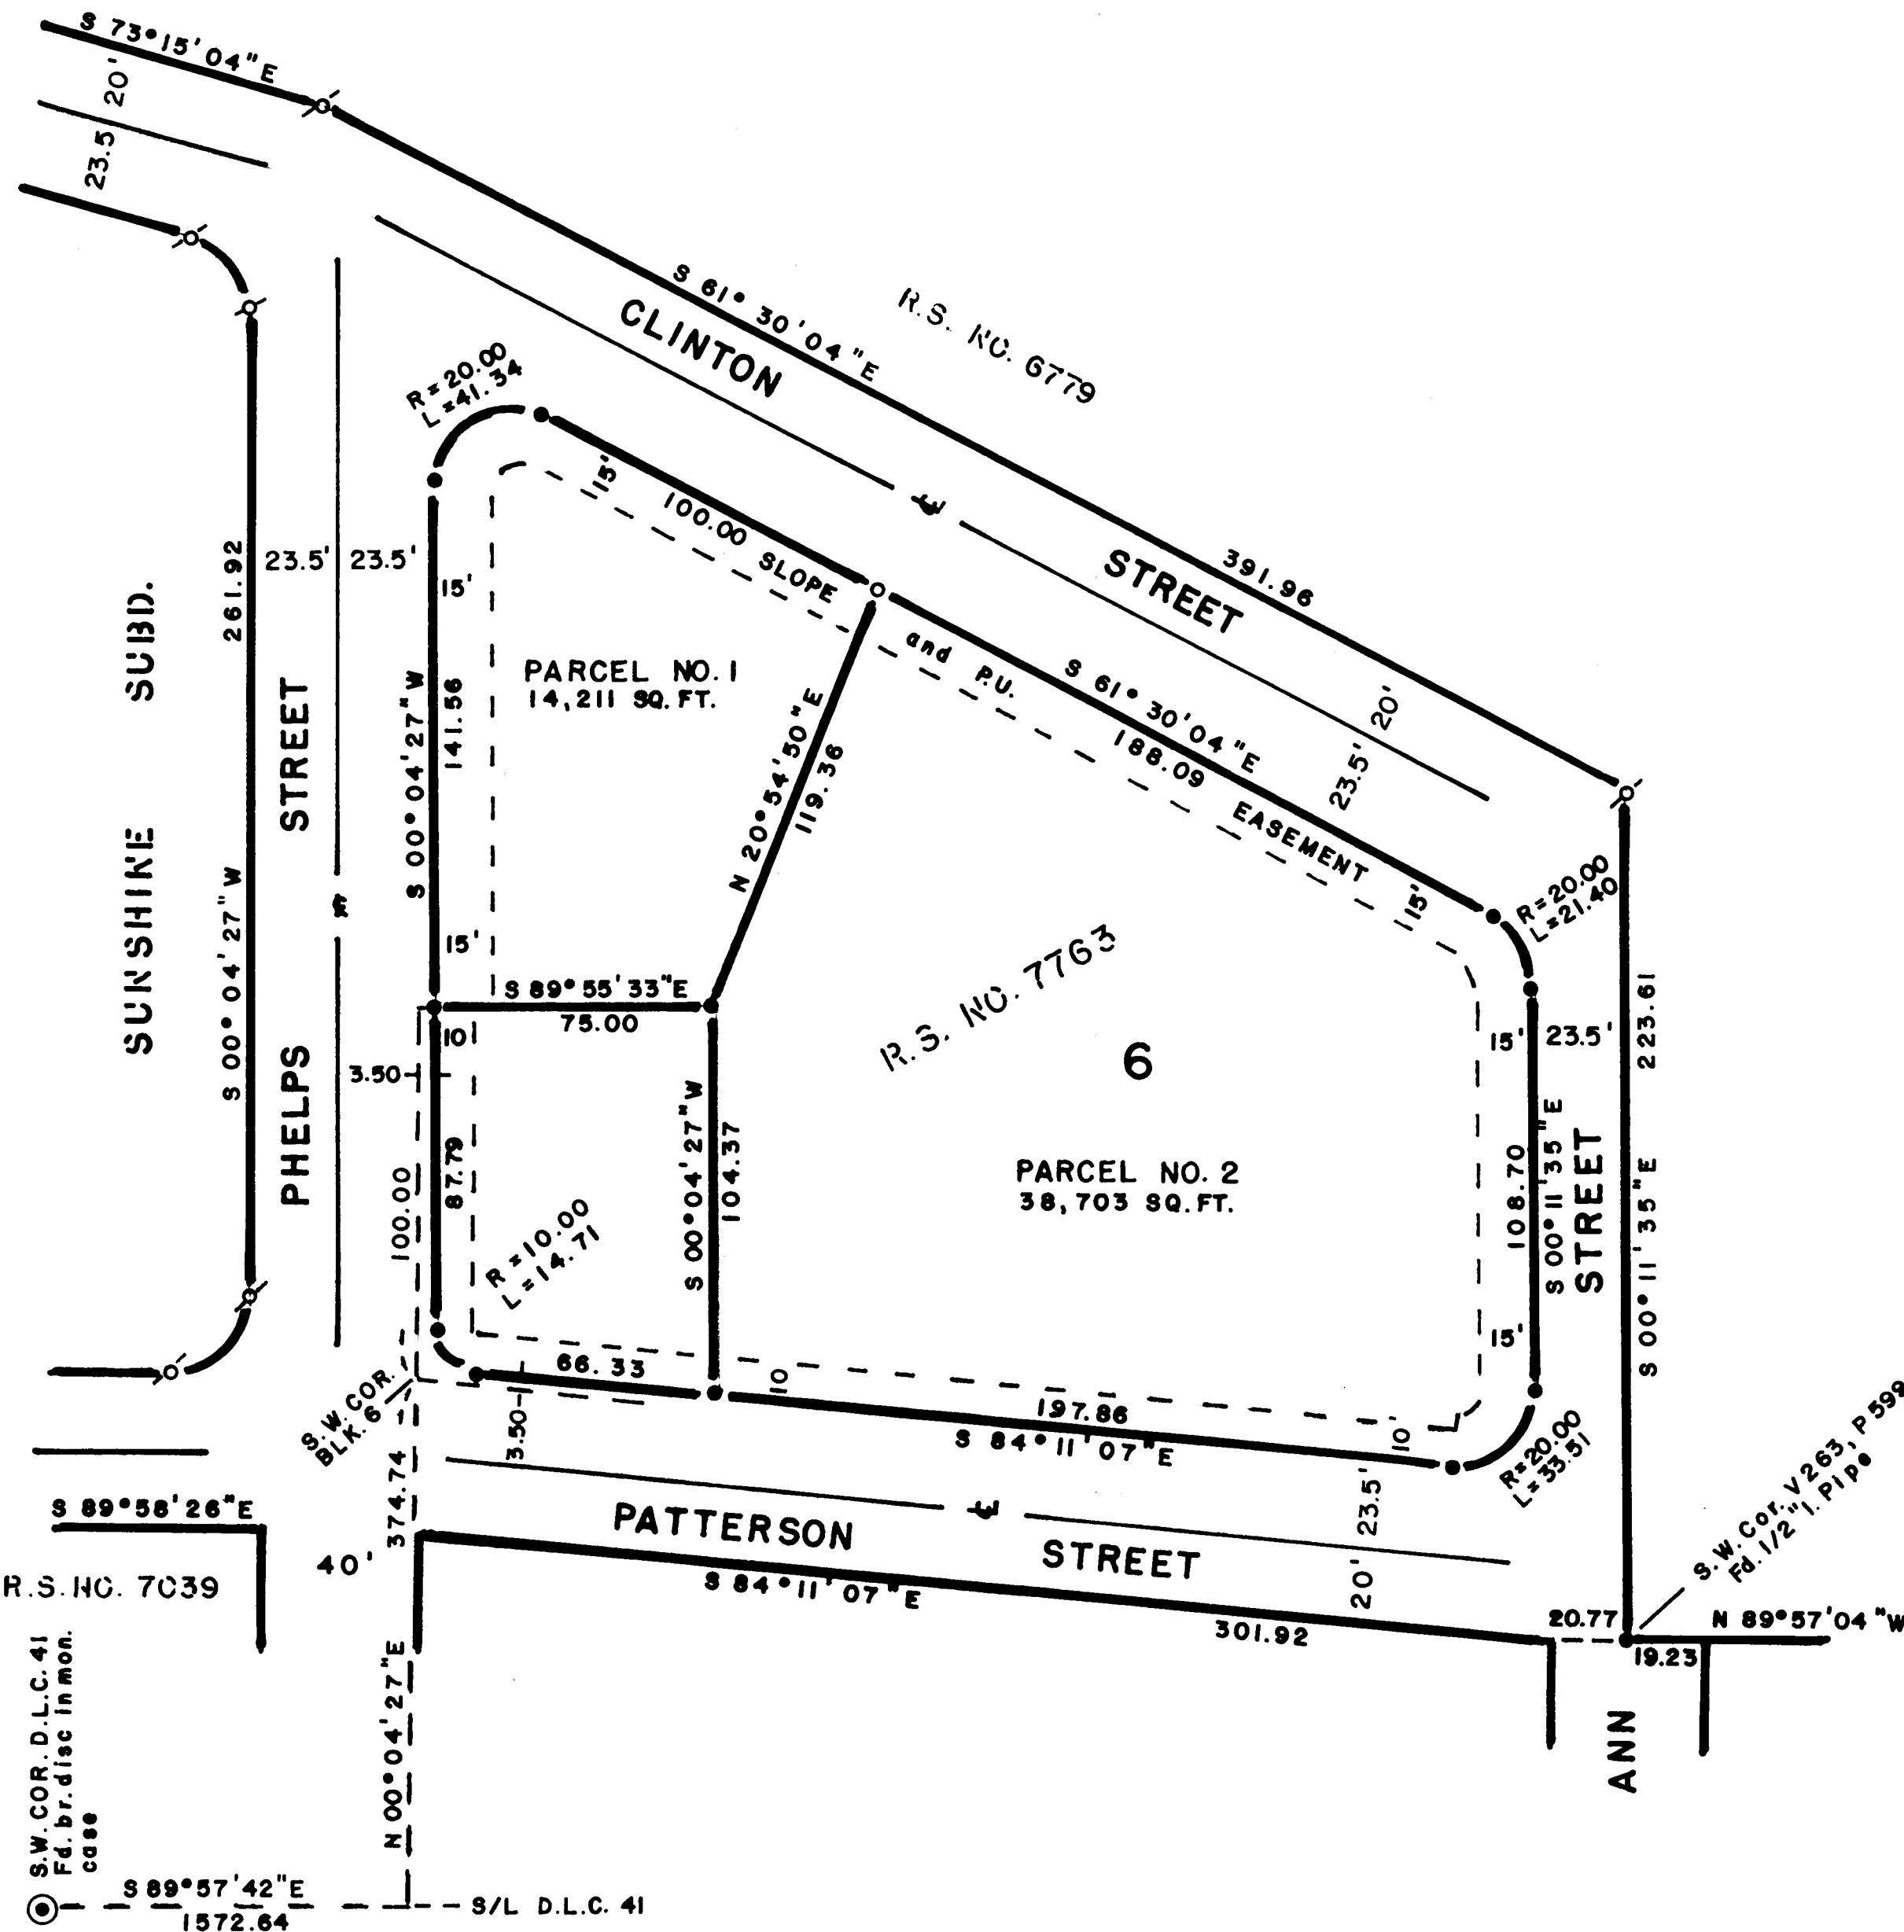 S 73°15'04"E
20'
23.5
S 61° 30'04"E
391.96
R.S. NO. 6779
CLINTON
STREET
R=20.00
L=41.34
15'
100.00 SLOPE
and P.U.
EASEMENT
15'
S 61°30'04"E
188.09
20'
23.5'
SUNSHINE SUBD.
261.92
S 00°04'27"W
23.5'
23.5'
PHELPS STREET
15'
S 00°04'27"W
141.56
15'
PARCEL NO. 1
14,211 SQ. FT.
N 20°54'50"E
119.36
S 89°55'33"E
75.00
R.S. NO. 7763
6
PARCEL NO. 2
38,703 SQ. FT.
R=20.00
L=21.40
15'
23.5'
108.70
S 00°11'35"E
15'
STREET
223.61
S 00°11'35"E
10'
3.50
87.79
100.00
R=10.00
L=14.71
S 00°04'27"W
104.37
66.33
3.50
10'
197.86
S 84°11'07"E
10'
R=20.00
L=33.51
S.W. COR.
BLK. 6
374.74
23.5'
PATTERSON
STREET
S 84°11'07"E
301.92
20'
S 89°58'26"E
40'
R.S. NO. 7039
20.77
19.23
N 89°57'04"W
S.W. Cor. V263, P599
Fd. 1/2" I. Pipe
ANN
S.W. COR. D.L.C. 41
Fd. br. disc in mon.
case
N 00°04'27"E
S 89°57'42"E
1572.64
S/L D.L.C. 41